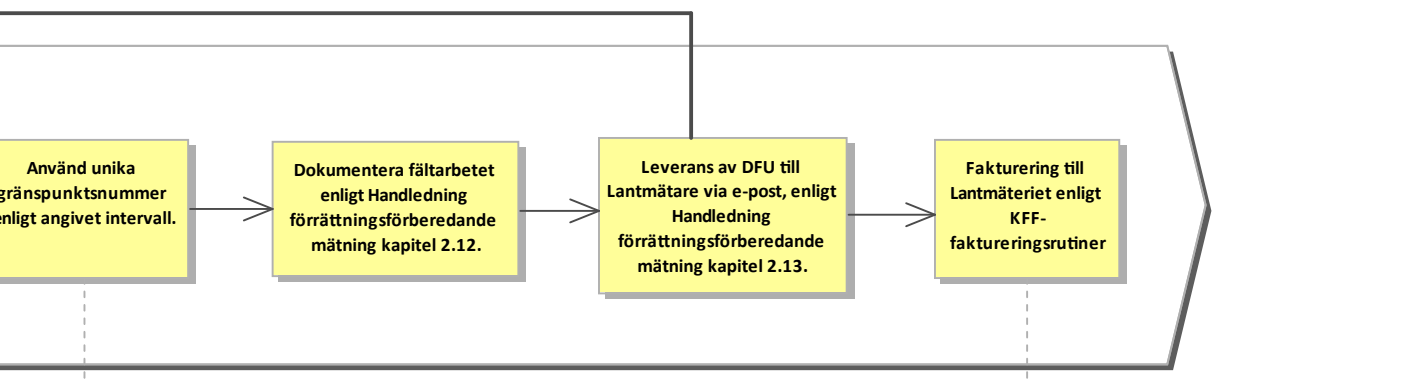 Använd unika
gränspunktsnummer
enligt angivet intervall.
Dokumentera fältarbetet
enligt Handledning
förrättningsförberedande
mätning kapitel 2.12.
Leverans av DFU till
Lantmätare via e-post, enligt
Handledning
förrättningsförberedande
mätning kapitel 2.13.
Fakturering till
Lantmäteriet enligt
KFF-
faktureringsrutiner